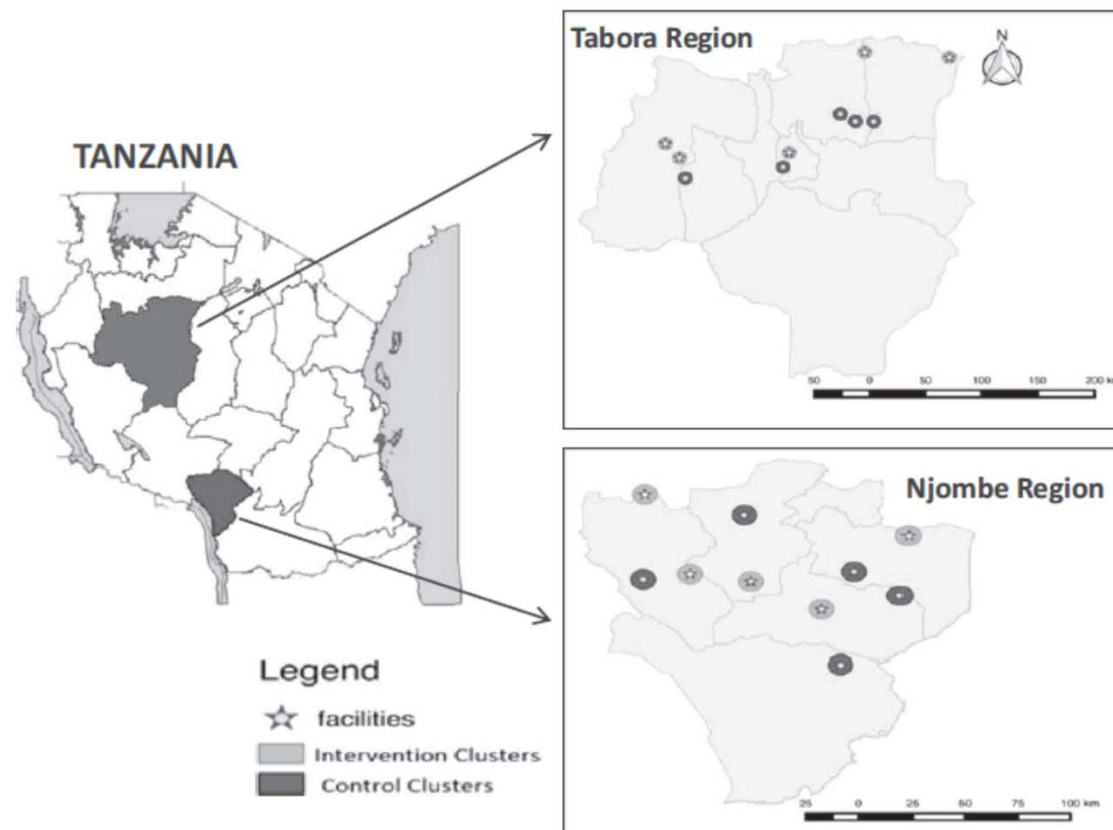 TANZANIA
Legend
facilities
Intervention Clusters
Control Clusters
Tabora Region
N
50 0 50 100 150 200 km
Njombe Region
25 0 25 50 75 100 km